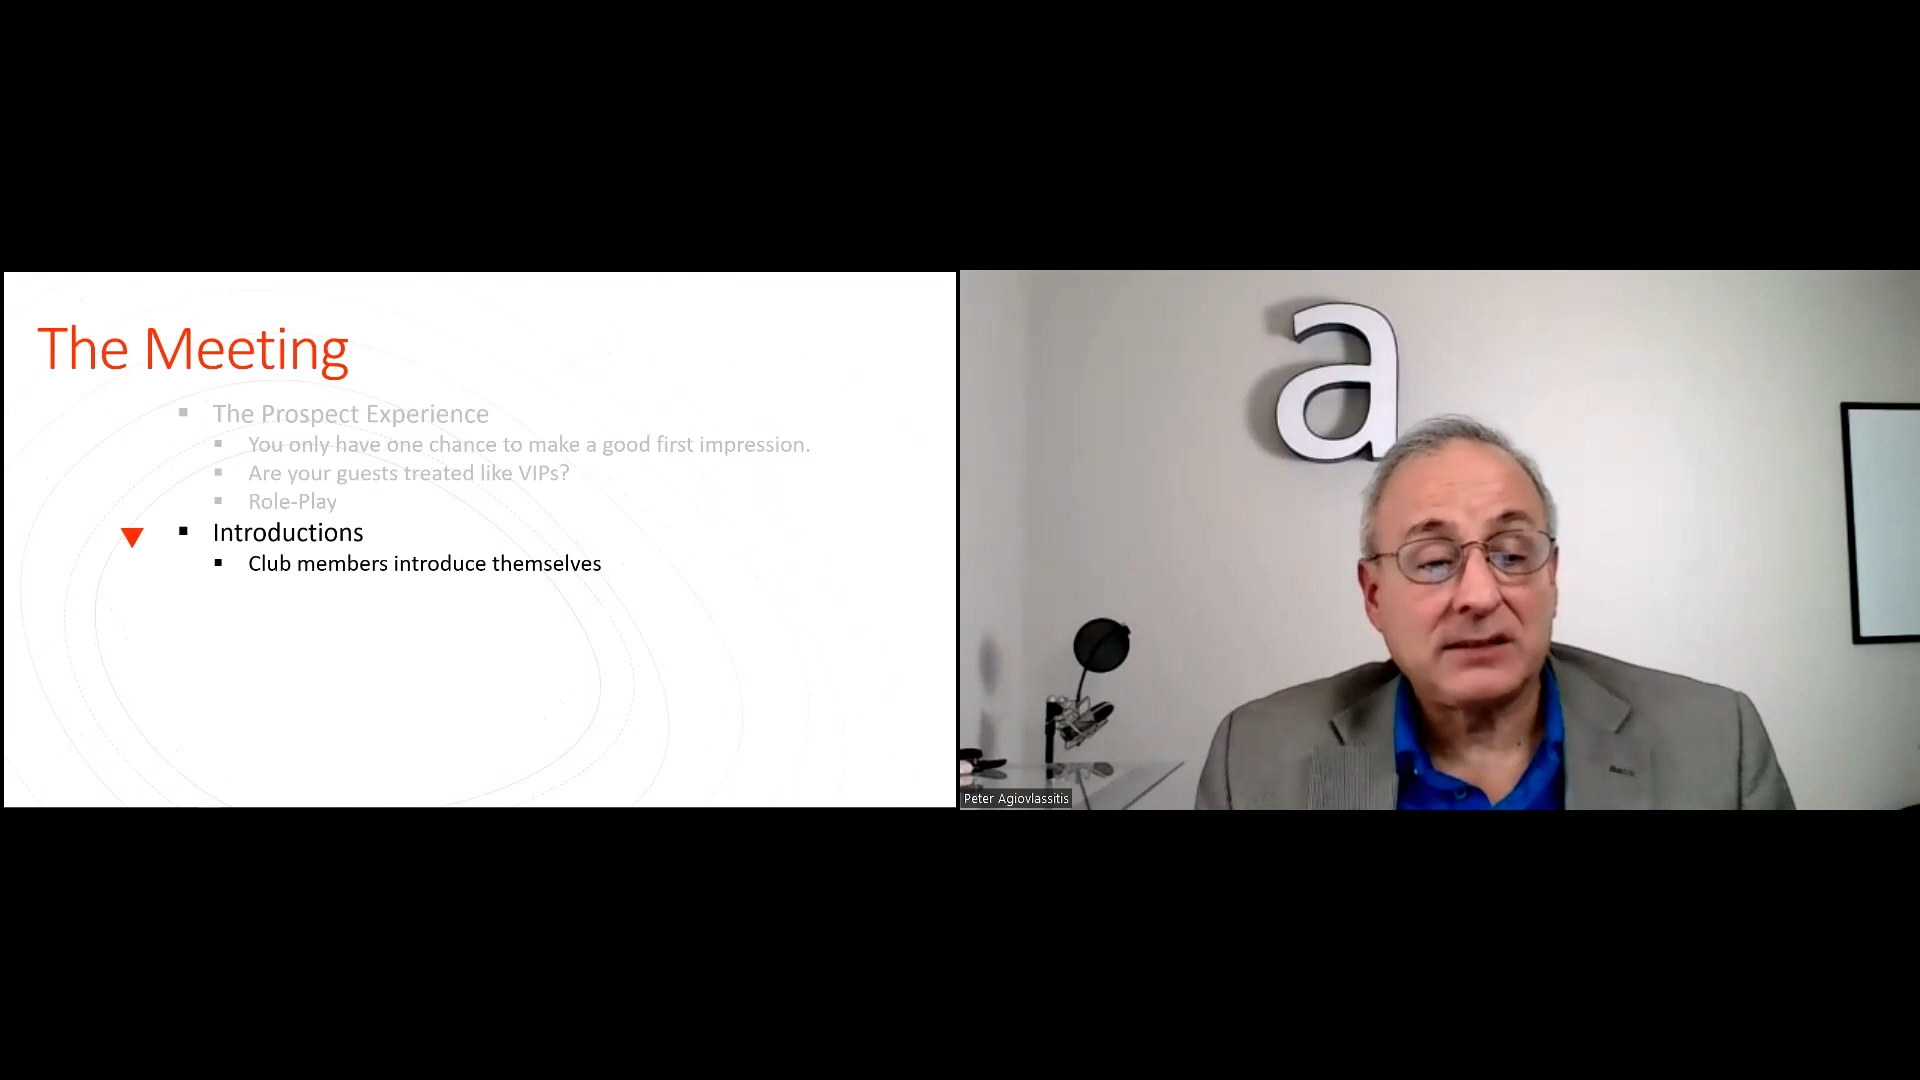 The Meeting
The Prospect Experience
You only have one chance to make a good first impression.
Are your guests treated like VIPs?
Role-Play
Introductions
Club members introduce themselves
a
Peter Agiovlassitis